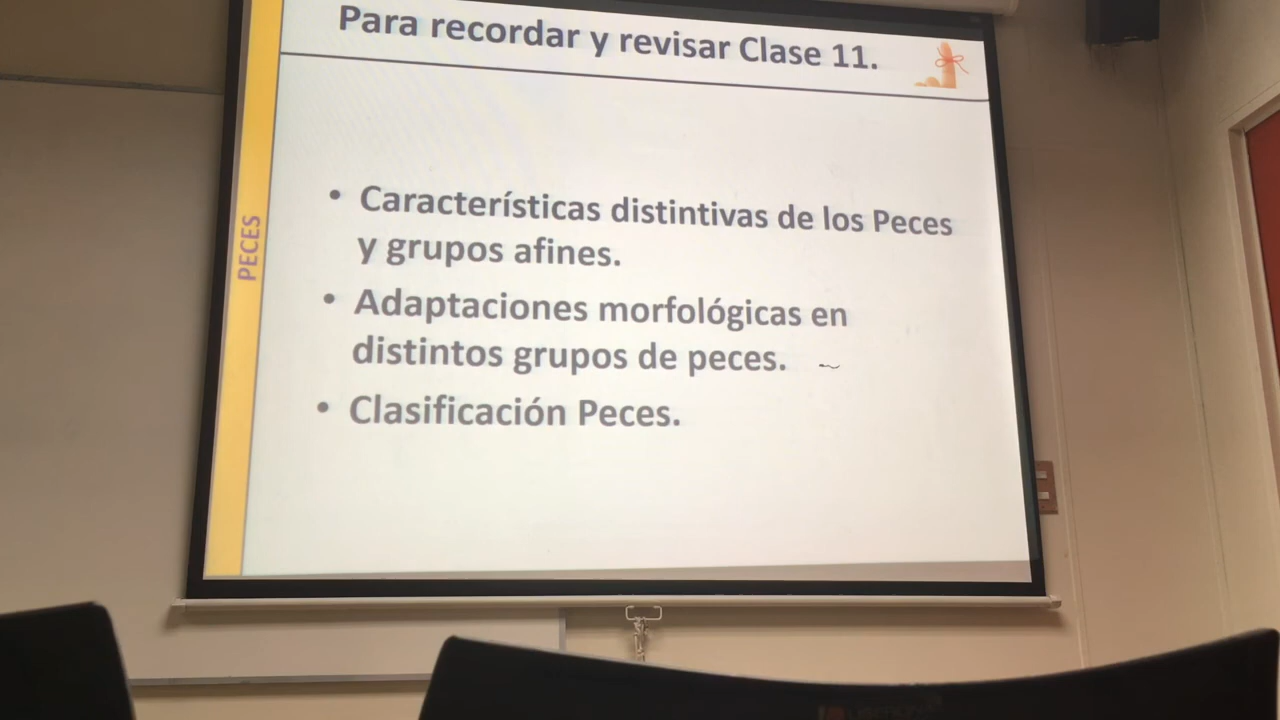 Para recordar y revisar Clase 11.
PECES
• Características distintivas de los Peces
y grupos afines.
• Adaptaciones morfológicas en
distintos grupos de peces.
• Clasificación Peces.